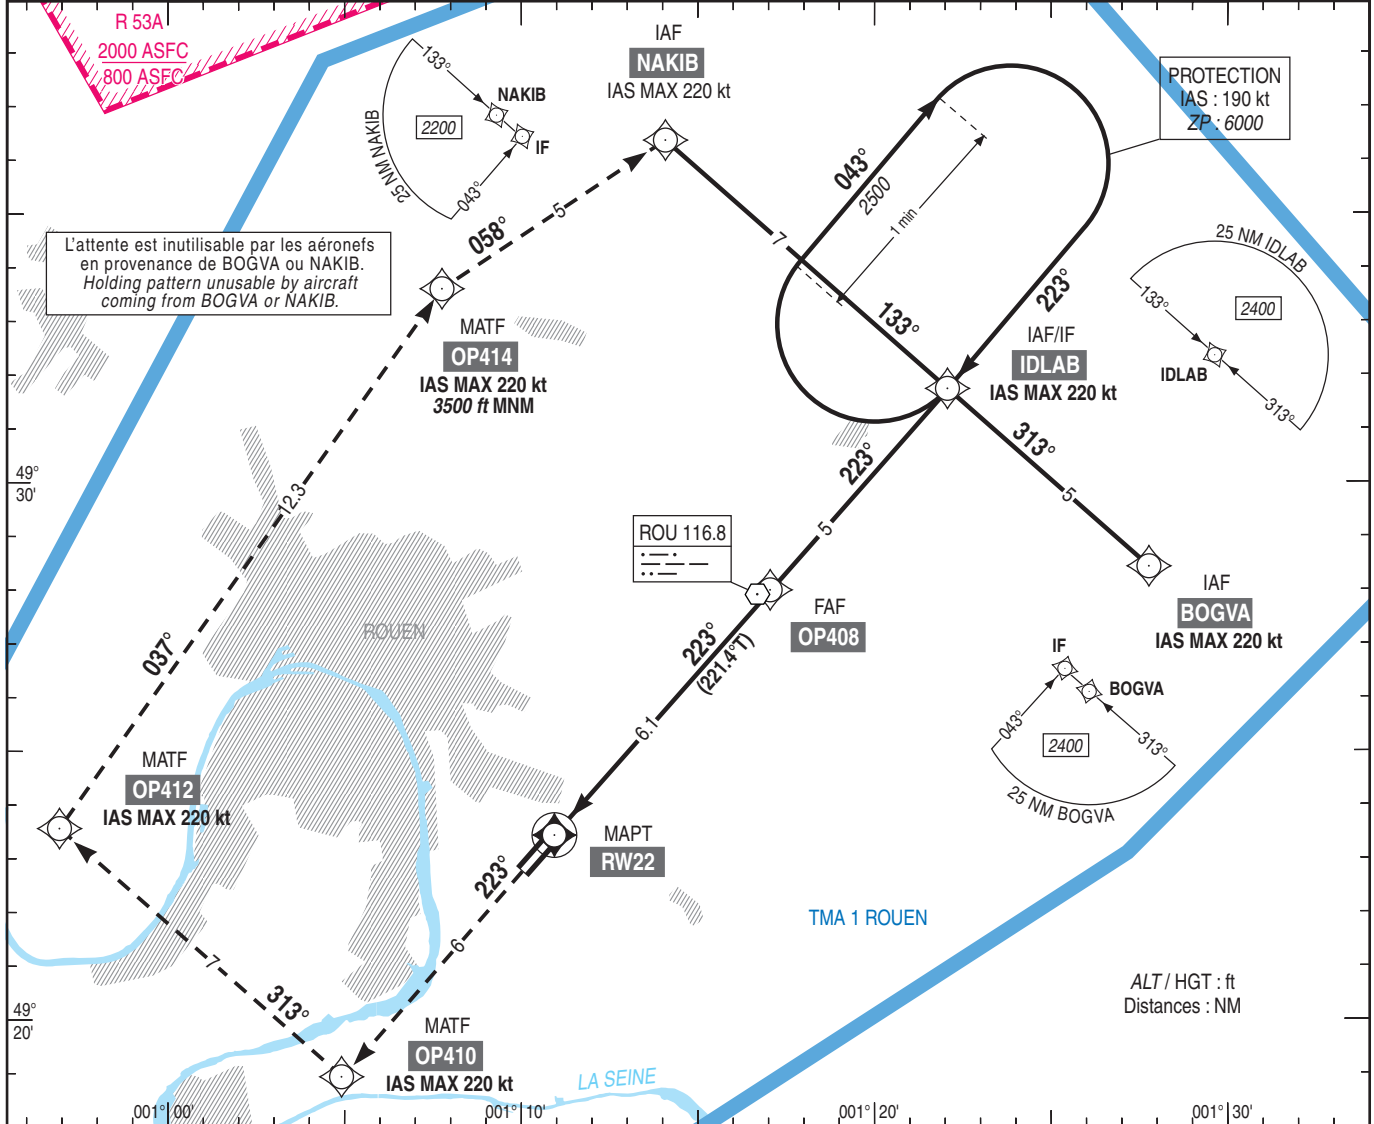 R 53A
2000 ASFC
800 ASFC
133°
NAKIB
2200
IF
25 NM NAKIB
043°
IAF
NAKIB
IAS MAX 220 kt
PROTECTION
IAS : 190 kt
ZP : 6000
043°
2500
1 min
223°
25 NM IDLAB
133°
2400
IDLAB
313°
L'attente est inutilisable par les aéronefs
en provenance de BOGVA ou NAKIB.
Holding pattern unusable by aircraft
coming from BOGVA or NAKIB.
058°
5
7
133°
MATF
OP414
IAS MAX 220 kt
3500 ft MNM
IAF/IF
IDLAB
IAS MAX 220 kt
313°
5
223°
5
49°
30'
12.3
ROU 116.8
FAF
OP408
IAF
BOGVA
IAS MAX 220 kt
ROUEN
037°
223°
(221.4°T)
6.1
IF
BOGVA
043°
2400
313°
25 NM BOGVA
MATF
OP412
IAS MAX 220 kt
MAPT
RW22
223°
6
TMA 1 ROUEN
7
313°
ALT / HGT : ft
Distances : NM
49°
20'
MATF
OP410
IAS MAX 220 kt
LA SEINE
001° 00'
001° 10'
001° 20'
001° 30'